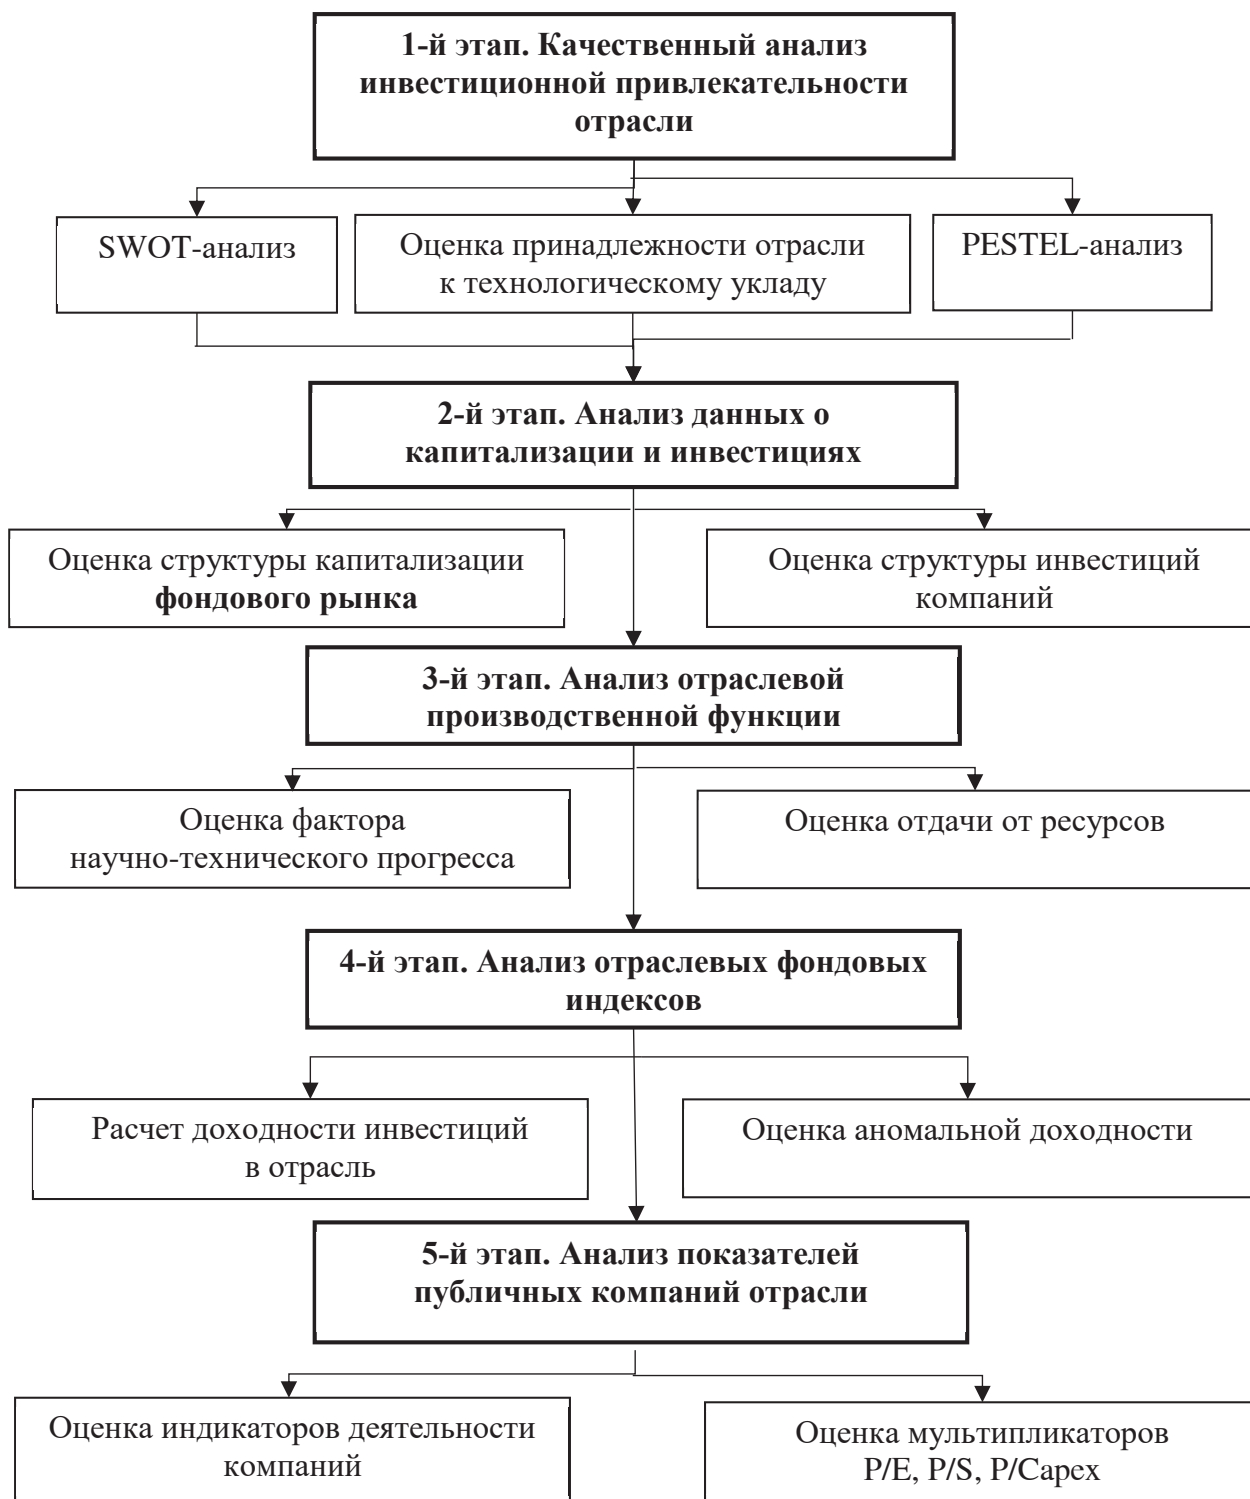 1-й этап. Качественный анализ
инвестиционной привлекательности
отрасли
SWOT-анализ
Оценка принадлежности отрасли
к технологическому укладу
PESTEL-анализ
2-й этап. Анализ данных о
капитализации и инвестициях
Оценка структуры капитализации
фондового рынка
Оценка структуры инвестиций
компаний
3-й этап. Анализ отраслевой
производственной функции
Оценка фактора
научно-технического прогресса
Оценка отдачи от ресурсов
4-й этап. Анализ отраслевых фондовых
индексов
Расчет доходности инвестиций
в отрасль
Оценка аномальной доходности
5-й этап. Анализ показателей
публичных компаний отрасли
Оценка индикаторов деятельности
компаний
Оценка мультипликаторов
P/E, P/S, P/Capex